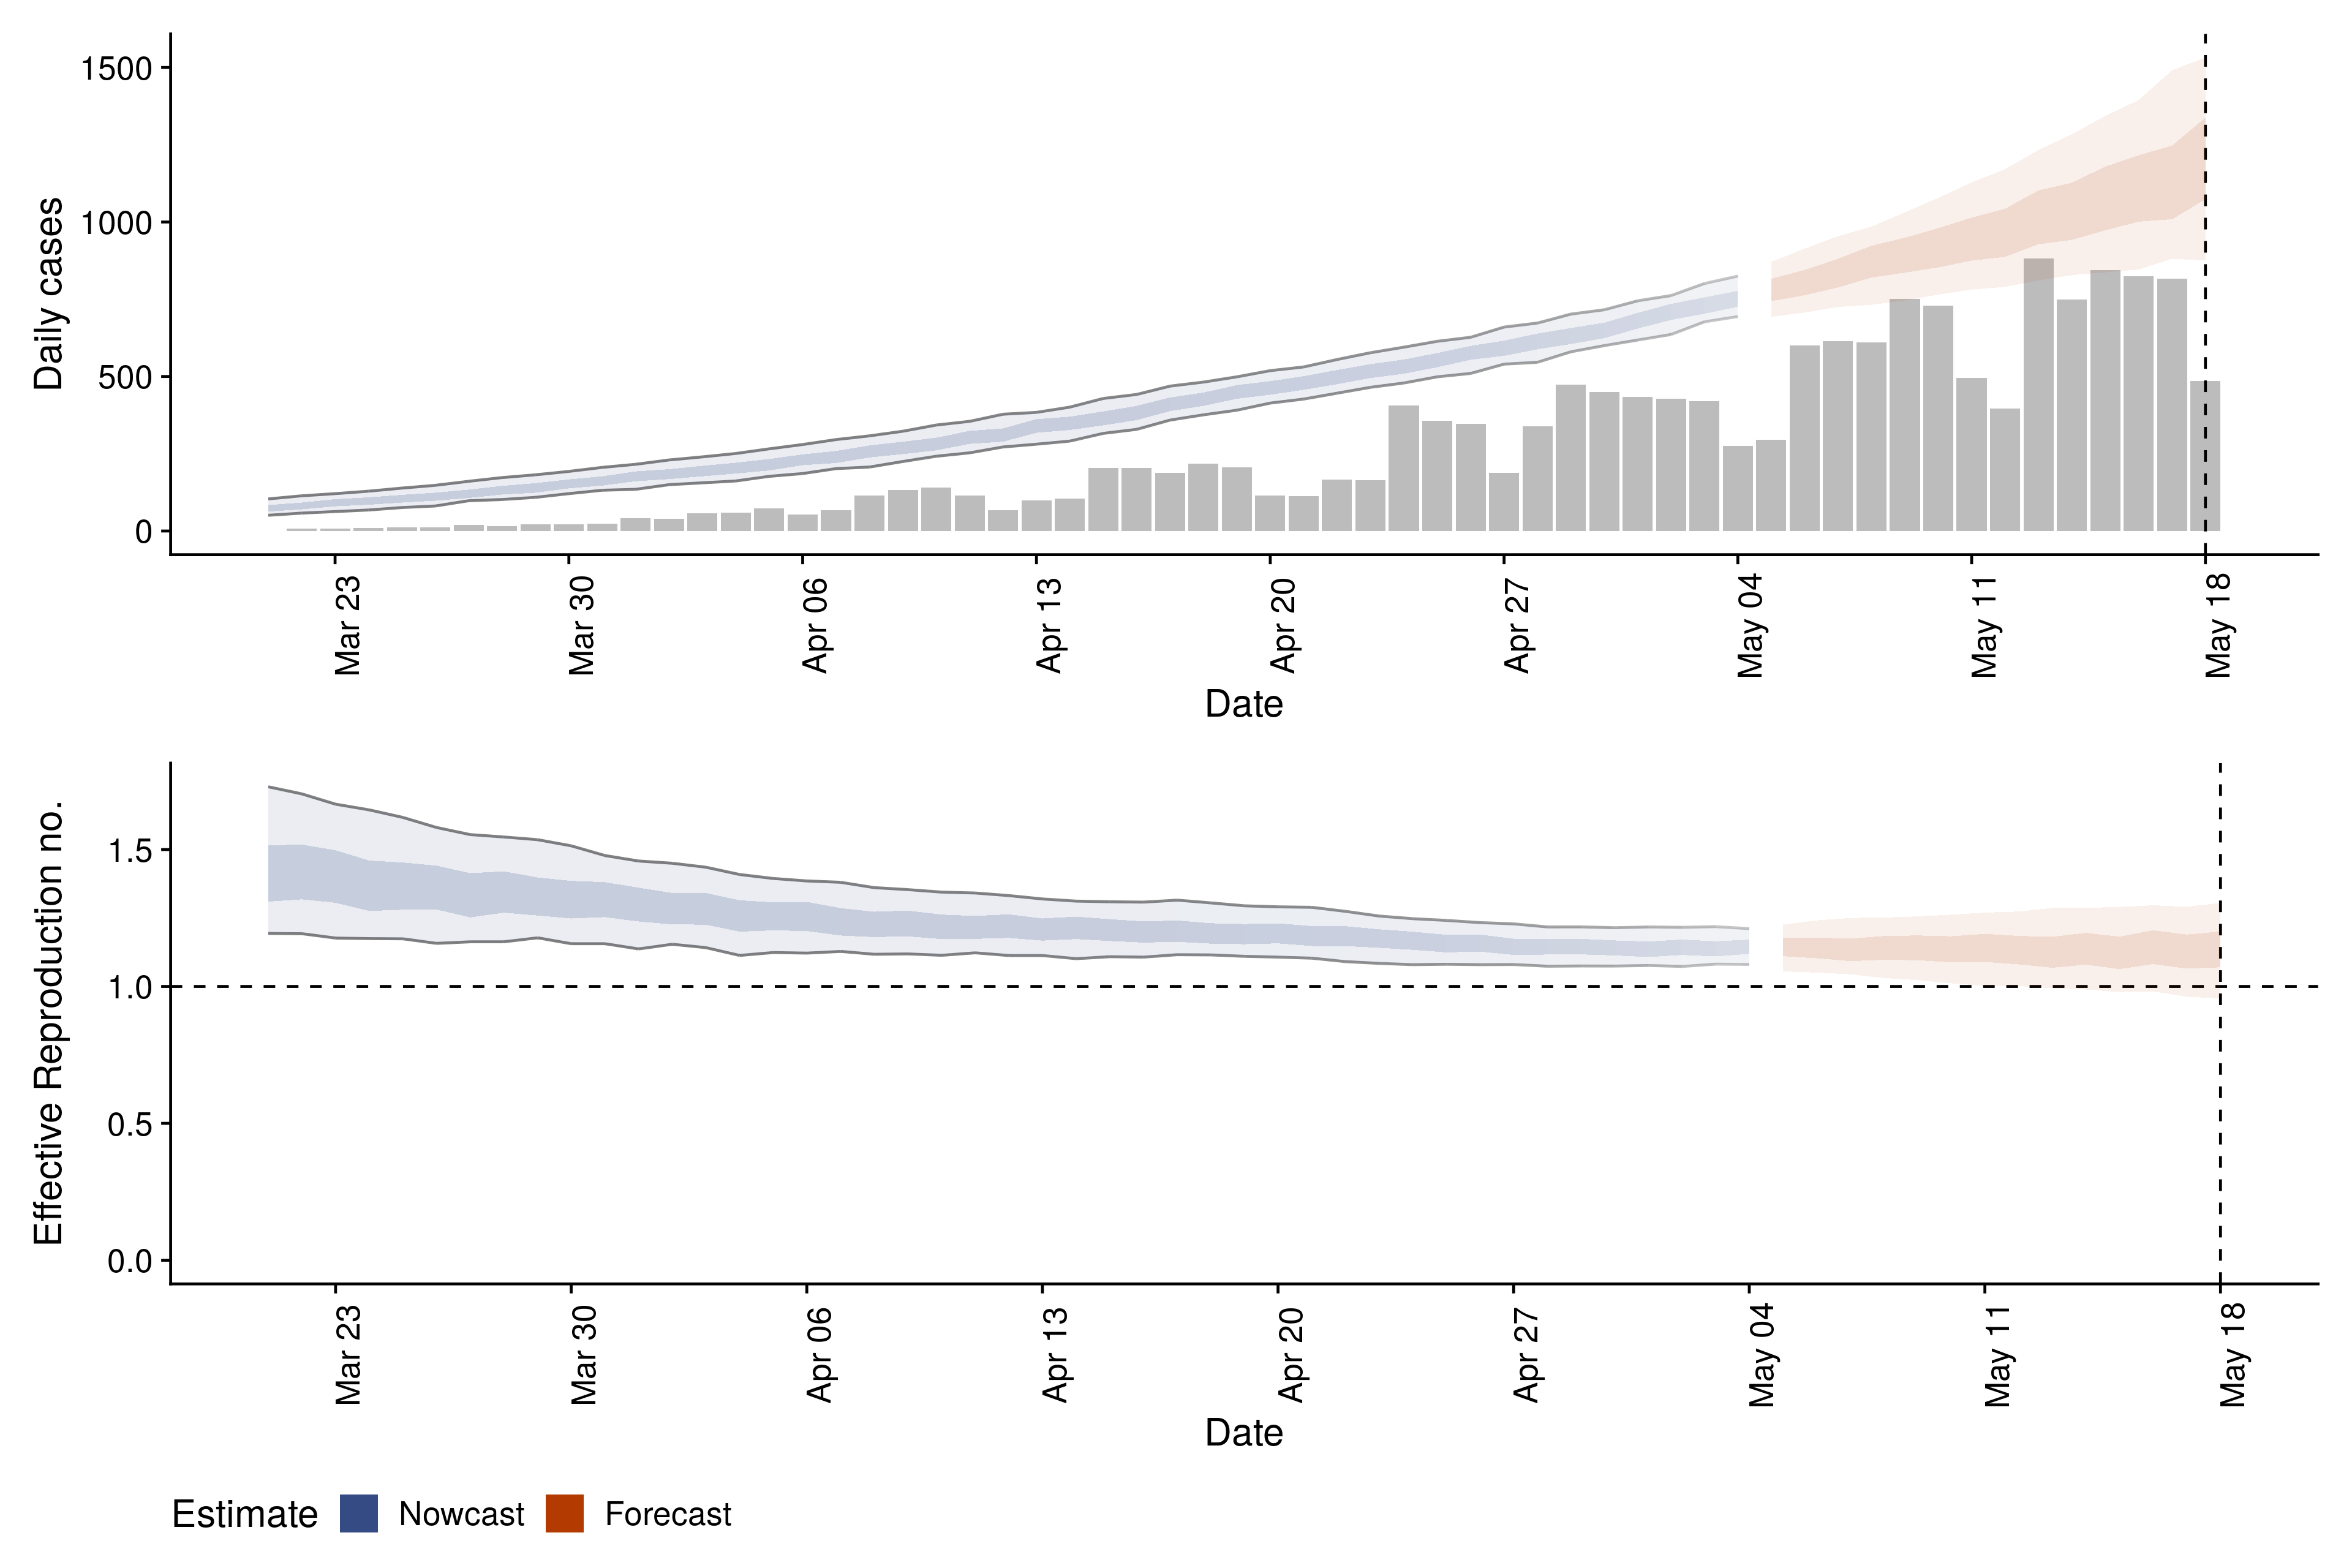 Daily cases
1500
1000
500
0
Mar 23
Mar 30
Apr 06
Apr 13
Apr 20
Apr 27
May 04
May 11
May 18
Date
Effective Reproduction no.
1.5
1.0
0.5
0.0
Mar 23
Mar 30
Apr 06
Apr 13
Apr 20
Apr 27
May 04
May 11
May 18
Date
Estimate Nowcast Forecast